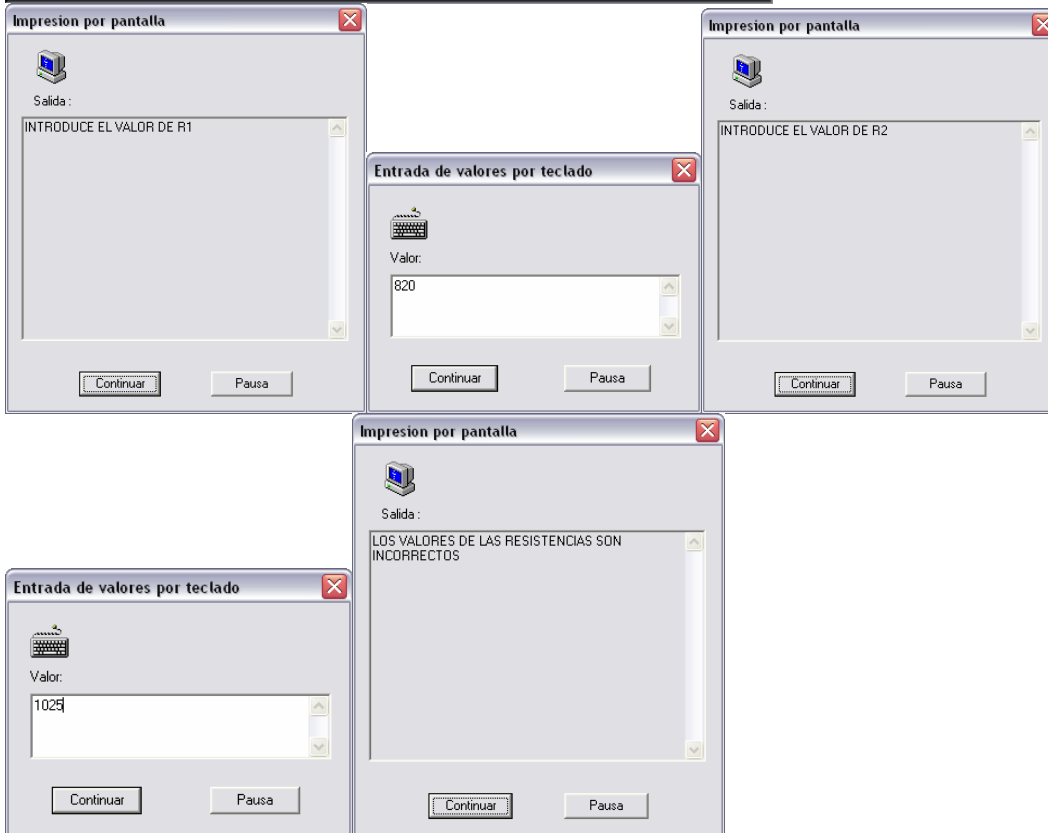 Impresion por pantalla
Salida :
INTRODUCE EL VALOR DE R1
Continuar
Pausa
Entrada de valores por teclado
Valor:
820
Continuar
Pausa
Impresion por pantalla
Salida :
INTRODUCE EL VALOR DE R2
Continuar
Pausa
Entrada de valores por teclado
Valor:
1025
Continuar
Pausa
Impresion por pantalla
Salida :
LOS VALORES DE LAS RESISTENCIAS SON
INCORRECTOS
Continuar
Pausa